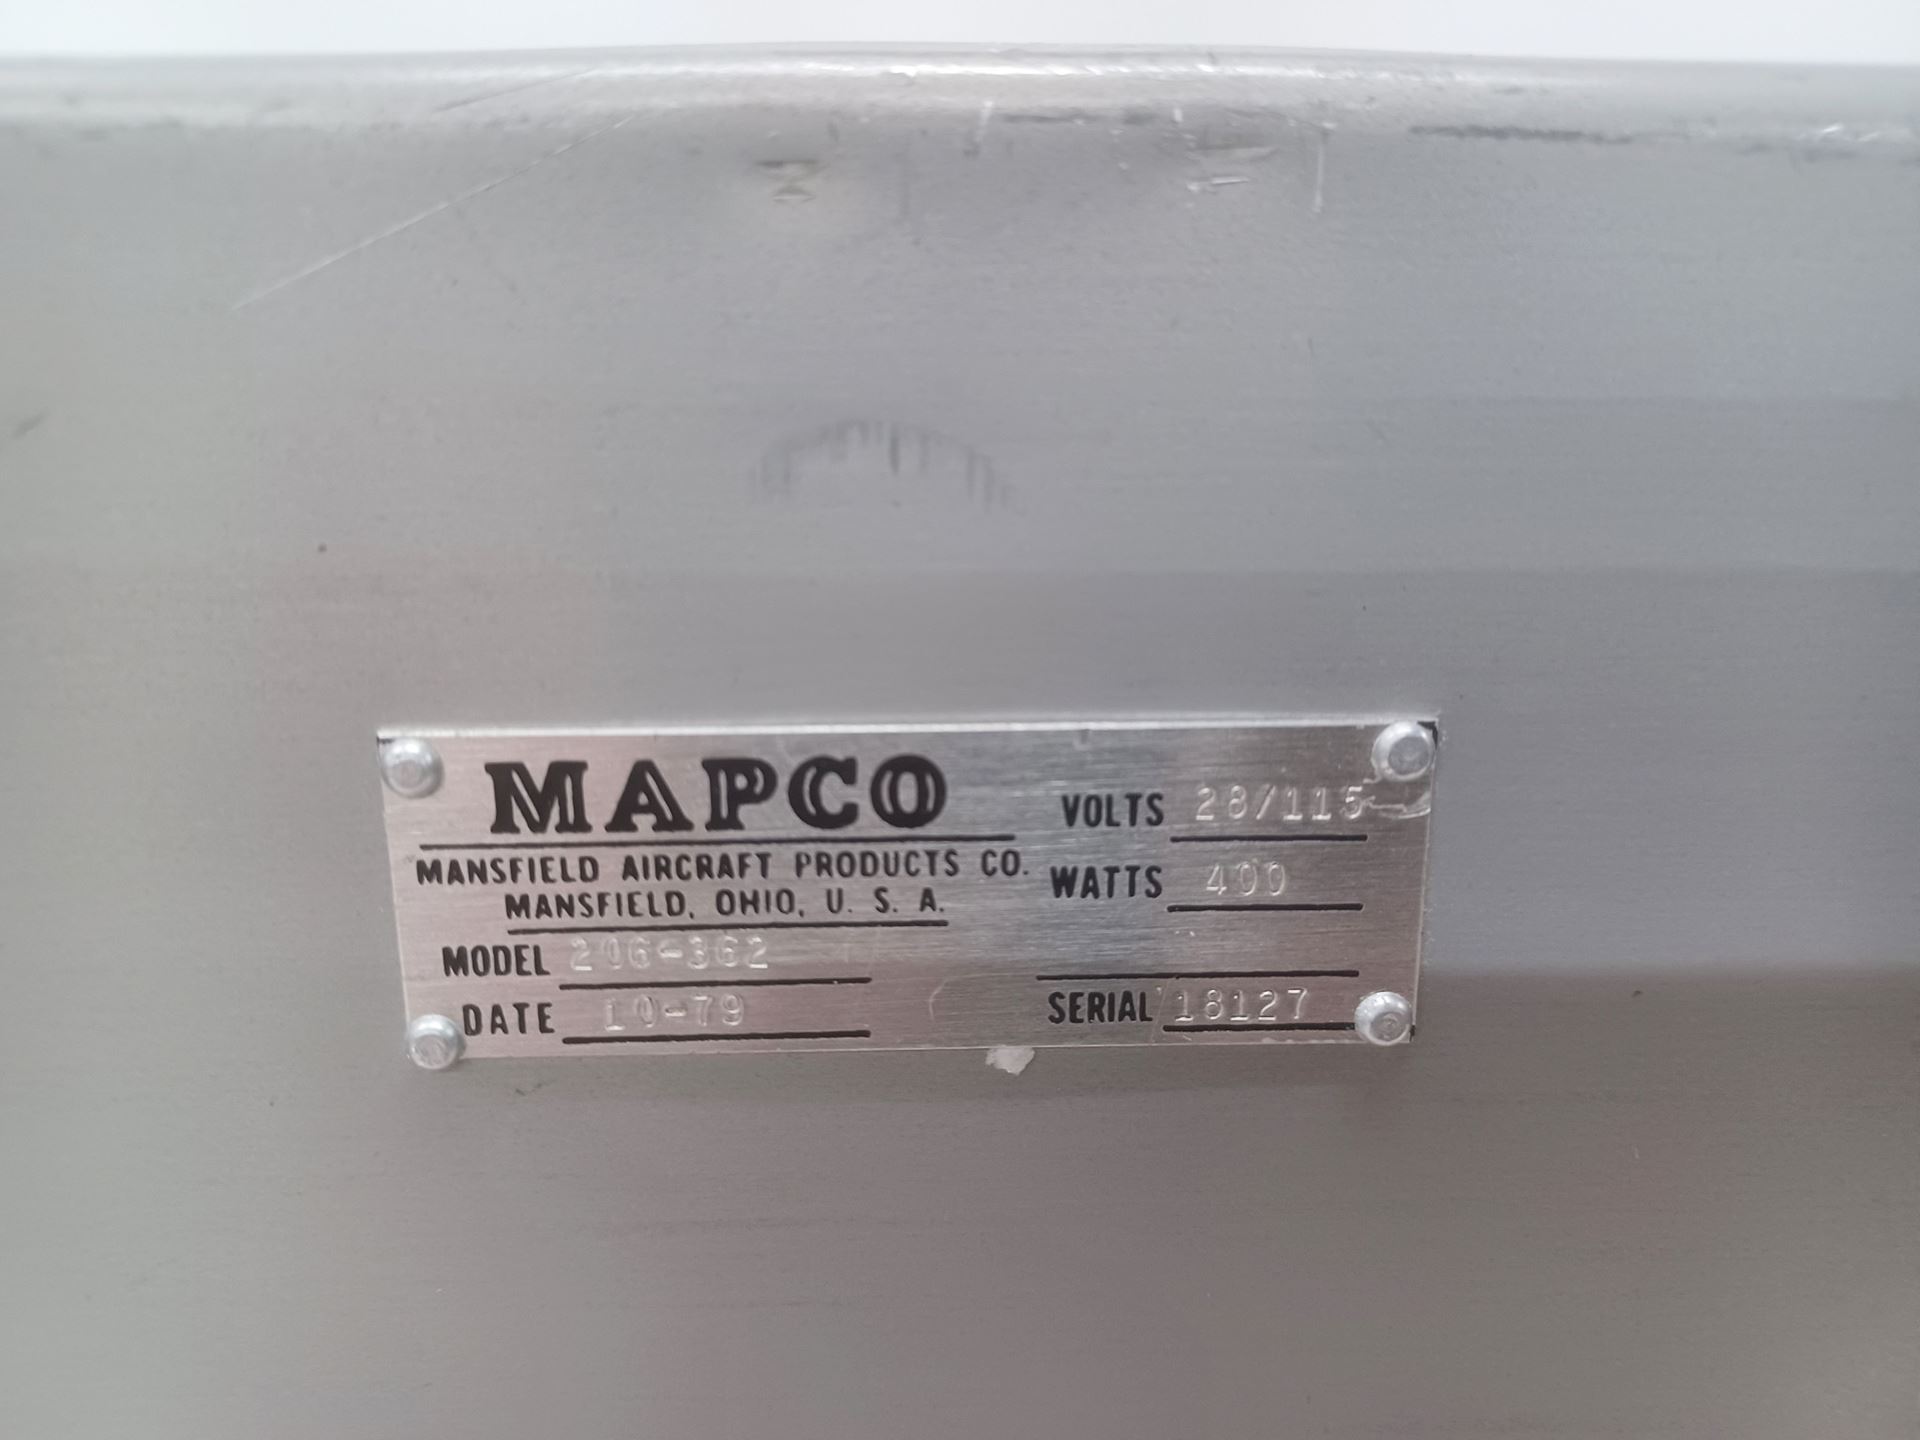 MAPCO
MANSFIELD AIRCRAFT PRODUCTS CO.
MANSFIELD, OHIO, U. S. A.
MODEL 206-362
DATE 10-79
VOLTS 28/115
WATTS 400
SERIAL 18127